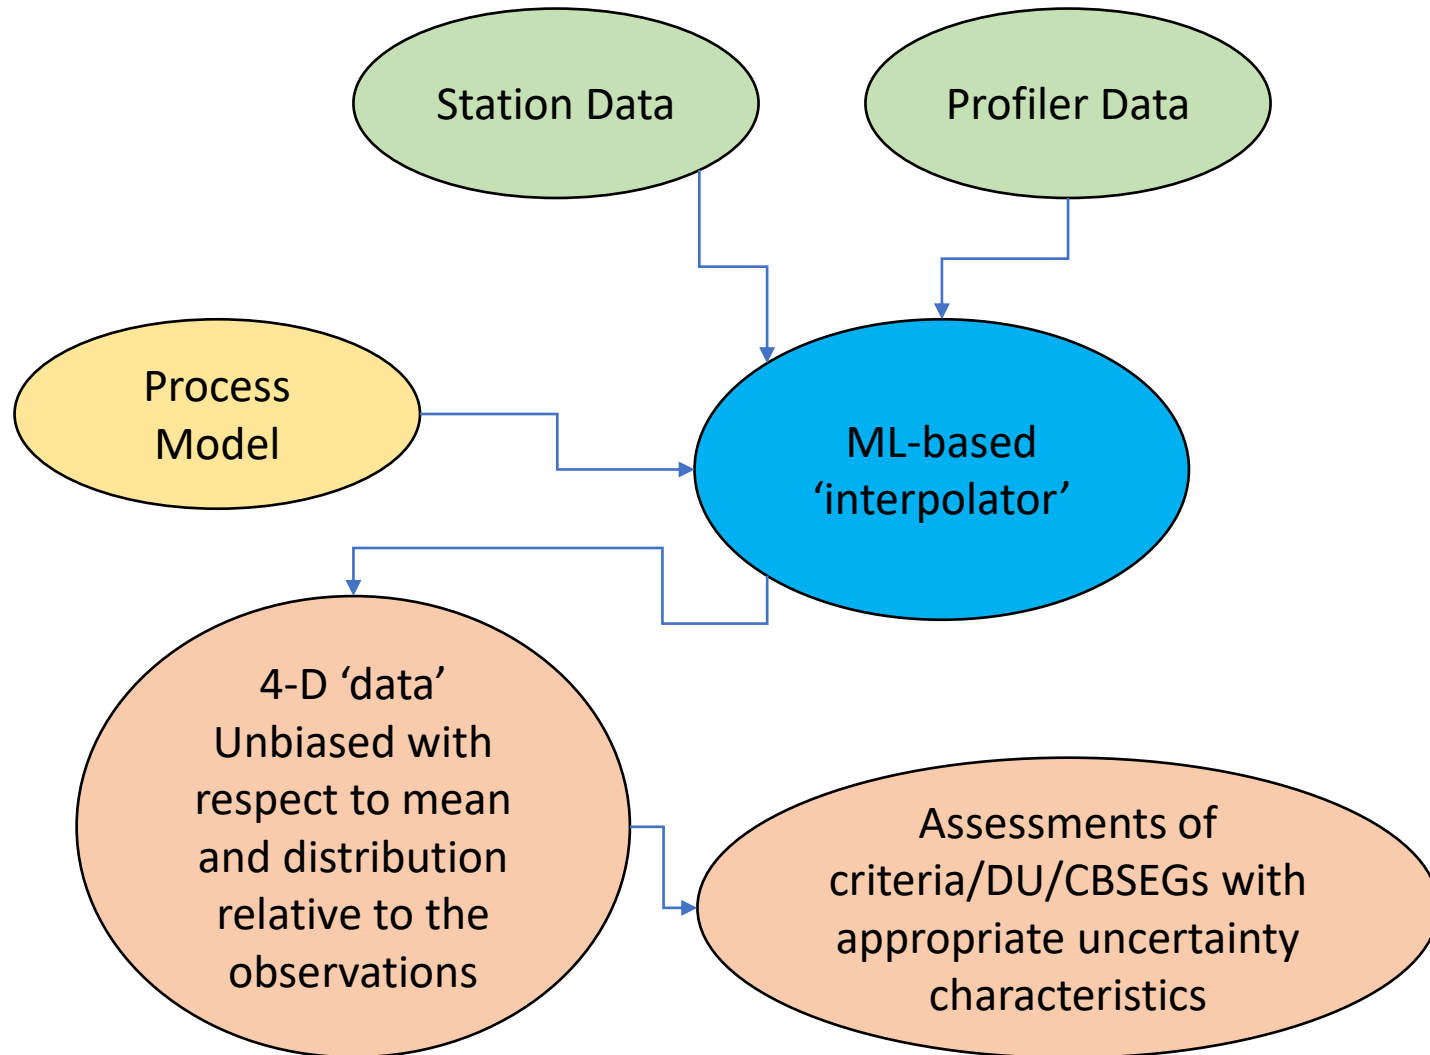 Station Data
Profiler Data
Process
Model
ML-based
‘interpolator’
4-D ‘data’
Unbiased with
respect to mean
and distribution
relative to the
observations
Assessments of
criteria/DU/CBSEGs with
appropriate uncertainty
characteristics